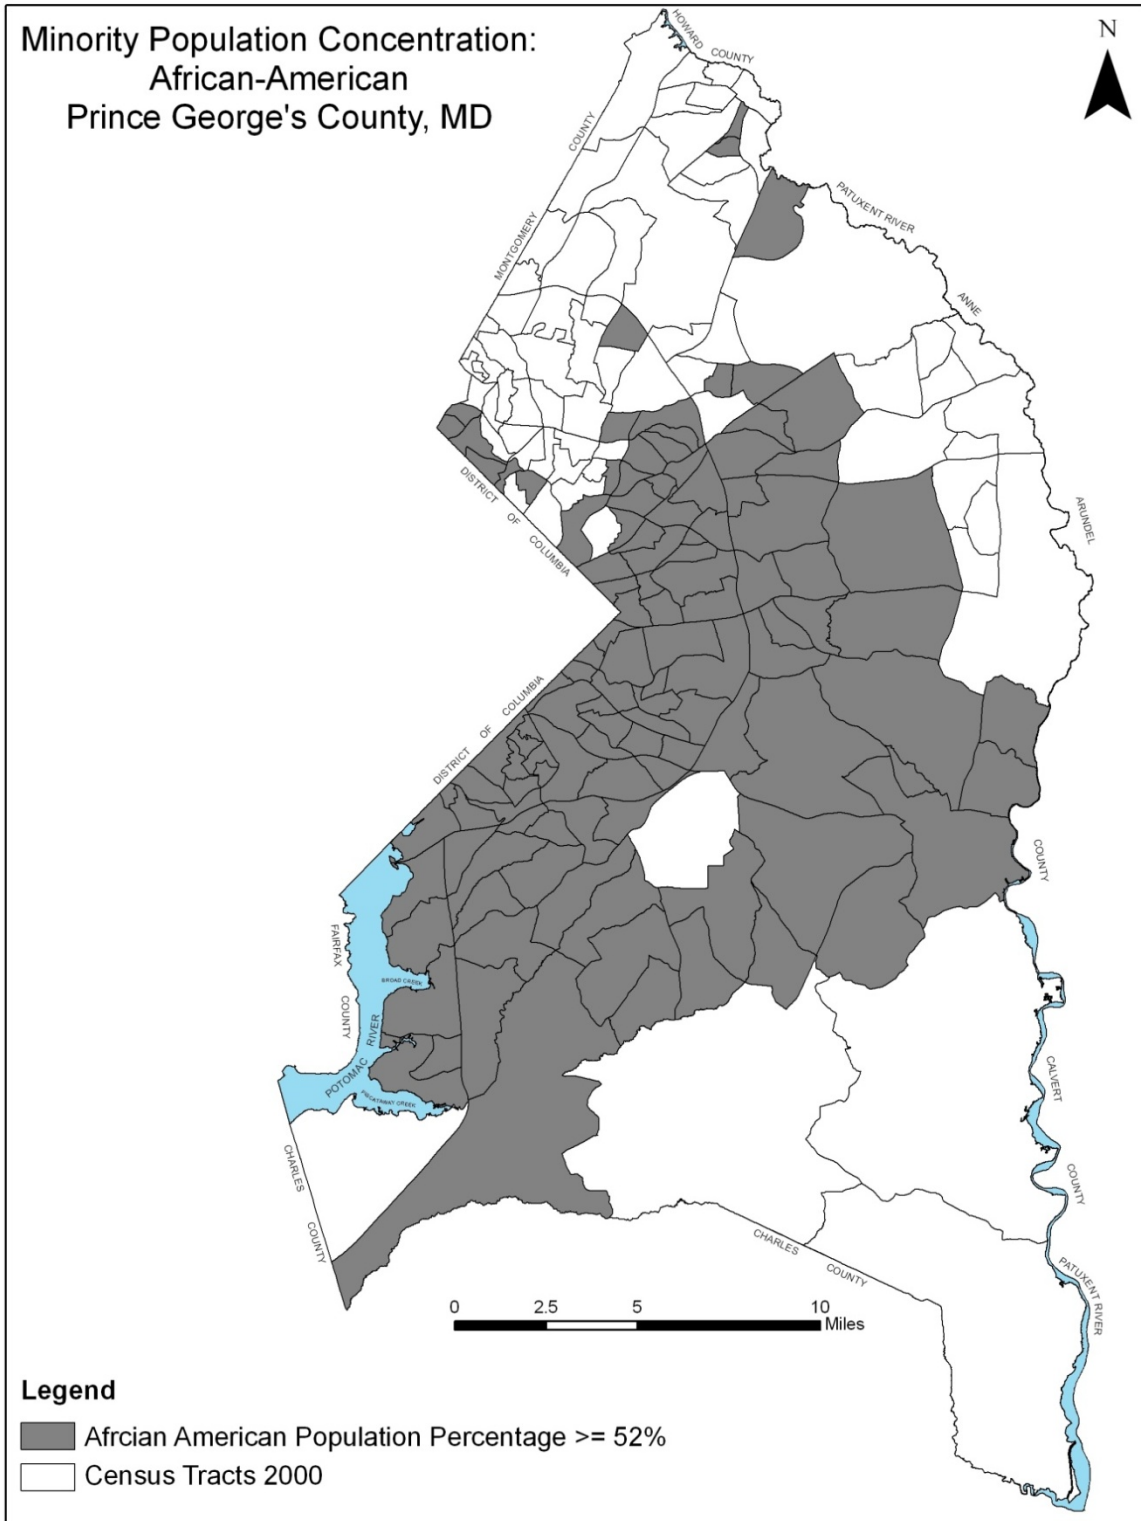 Minority Population Concentration:
African-American
Prince George's County, MD
N
HOWARD
COUNTY
COUNTY
MONTGOMERY
PATUXENT RIVER
ANNE
ARUNDEL
DISTRICT
OF
COLUMBIA
DISTRICT OF COLUMBIA
COUNTY
FAIRFAX
COUNTY
BROAD CREEK
POTOMAC RIVER
PISCATAWAY CREEK
CALVERT
COUNTY
CHARLES
COUNTY
CHARLES
COUNTY
PATUXENT RIVER
0 2.5 5 10
Miles
Legend
Afrcian American Population Percentage >= 52%
Census Tracts 2000